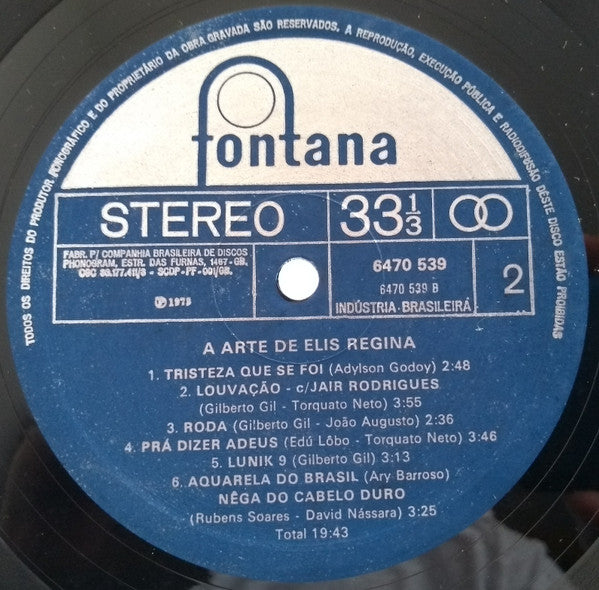 TODOS OS DIREITOS DO PRODUTOR FONOGRÁFICO E DO PROPRIETÁRIO DA OBRA GRAVADA SÃO RESERVADOS. A REPRODUÇÃO, EXECUÇÃO PÚBLICA E RADIODIFUSÃO DÊSTE DISCO ESTÃO PROIBIDAS
fontana
STEREO 33 1/3
FABR. P/ COMPANHIA BRASILEIRA DE DISCOS
PHONOGRAM, ESTR. DAS FURNAS, 1467-GB.
CGC 33.177.411/3 - SCDP-PF-001/GB.
Ⓟ 1975
6470 539
6470 539 B
INDÚSTRIA BRASILEIRA
2
A ARTE DE ELIS REGINA
1. TRISTEZA QUE SE FOI (Adylson Godoy) 2:48
2. LOUVAÇÃO - c/JAIR RODRIGUES
(Gilberto Gil - Torquato Neto) 3:55
3. RODA (Gilberto Gil - João Augusto) 2:36
4. PRÁ DIZER ADEUS (Edú Lôbo - Torquato Neto) 3:46
5. LUNIK 9 (Gilberto Gil) 3:13
6. AQUARELA DO BRASIL (Ary Barroso)
NÊGA DO CABELO DURO
(Rubens Soares - David Nássara) 3:25
Total 19:43